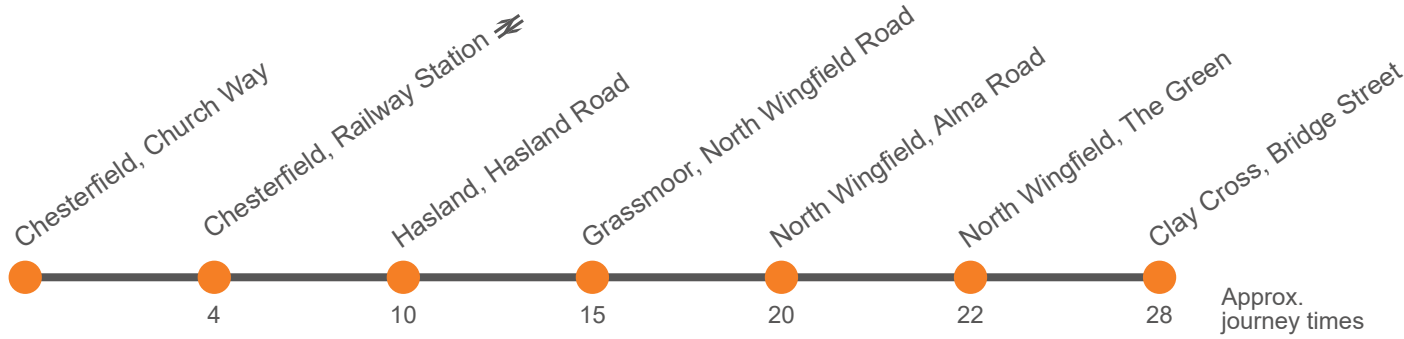 Chesterfield, Church Way
Chesterfield, Railway Station
Hasland, Hasland Road
Grassmoor, North Wingfield Road
North Wingfield, Alma Road
North Wingfield, The Green
Clay Cross, Bridge Street
4
10
15
20
22
28
Approx.
journey times